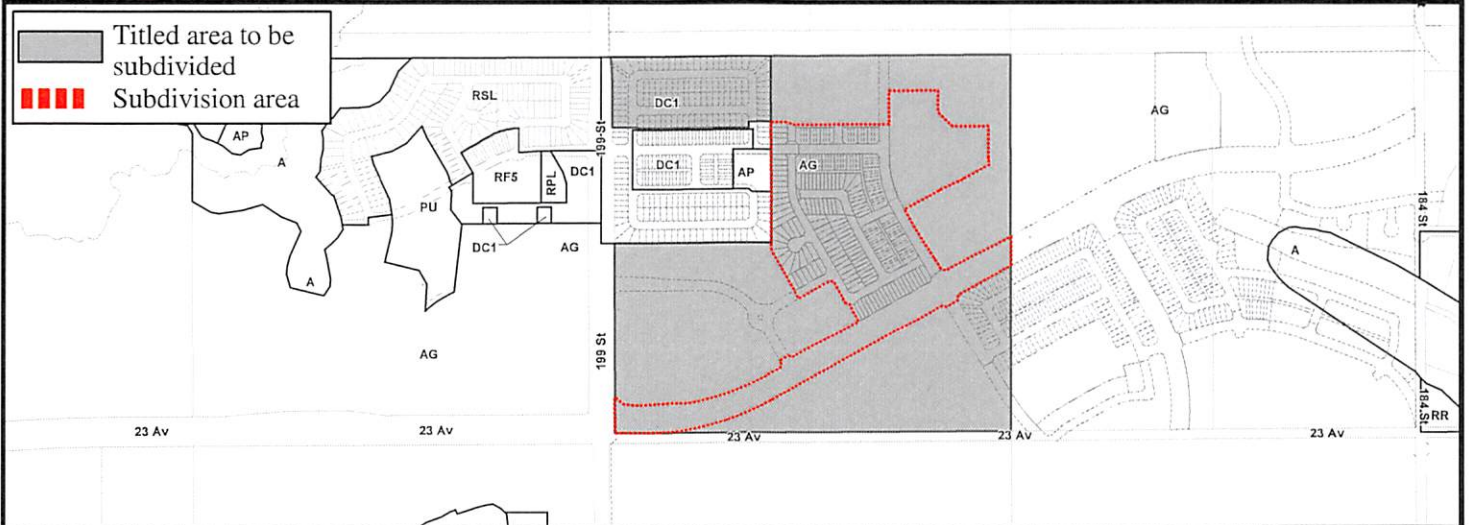 Titled area to be
subdivided
Subdivision area
RSL
DC1
AG
AP
A
199 St
DC1
AP
AG
RF5
RPL
DC1
PU
184 St
DC1
AG
A
A
199 St
AG
184 St
RR
23 Av
23 Av
23 Av
23 Av
23 Av